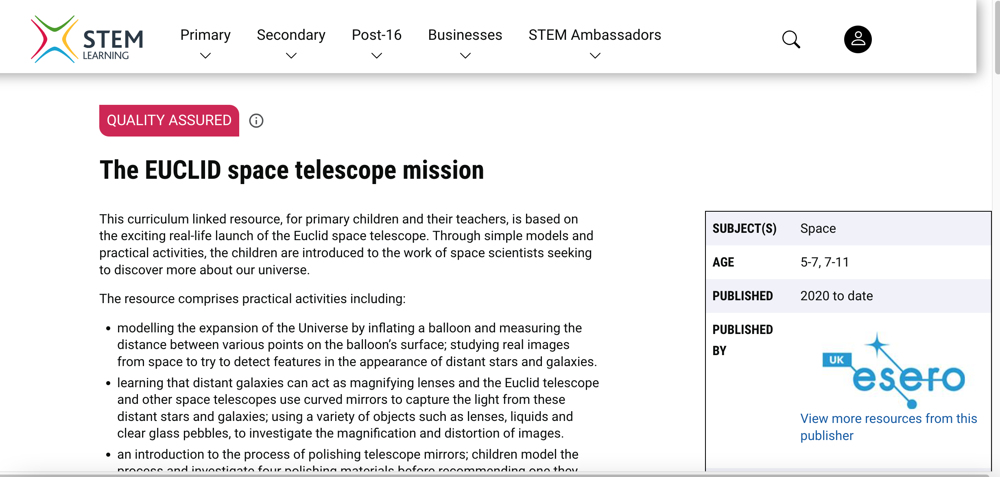 STEM
LEARNING
Primary
Secondary
Post-16
Businesses
STEM Ambassadors
QUALITY ASSURED
The EUCLID space telescope mission
This curriculum linked resource, for primary children and their teachers, is based on
the exciting real-life launch of the Euclid space telescope. Through simple models and
practical activities, the children are introduced to the work of space scientists seeking
to discover more about our universe.
The resource comprises practical activities including:
• modelling the expansion of the Universe by inflating a balloon and measuring the
distance between various points on the balloon’s surface; studying real images
from space to try to detect features in the appearance of distant stars and galaxies.
• learning that distant galaxies can act as magnifying lenses and the Euclid telescope
and other space telescopes use curved mirrors to capture the light from these
distant stars and galaxies; using a variety of objects such as lenses, liquids and
clear glass pebbles, to investigate the magnification and distortion of images.
• an introduction to the process of polishing telescope mirrors; children model the
process and investigate four polishing materials before recommending one they
SUBJECT(S) Space
AGE 5-7, 7-11
PUBLISHED 2020 to date
PUBLISHED
BY
UK
esero
View more resources from this
publisher